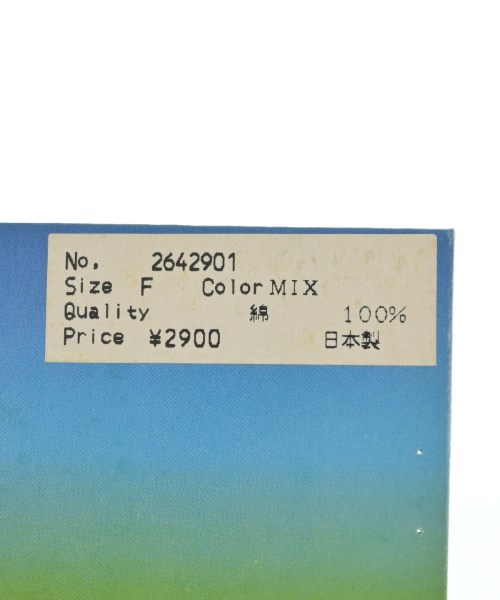 No. 2642901
Size F Color MIX
Quality 綿 100%
Price ¥2900 日本製